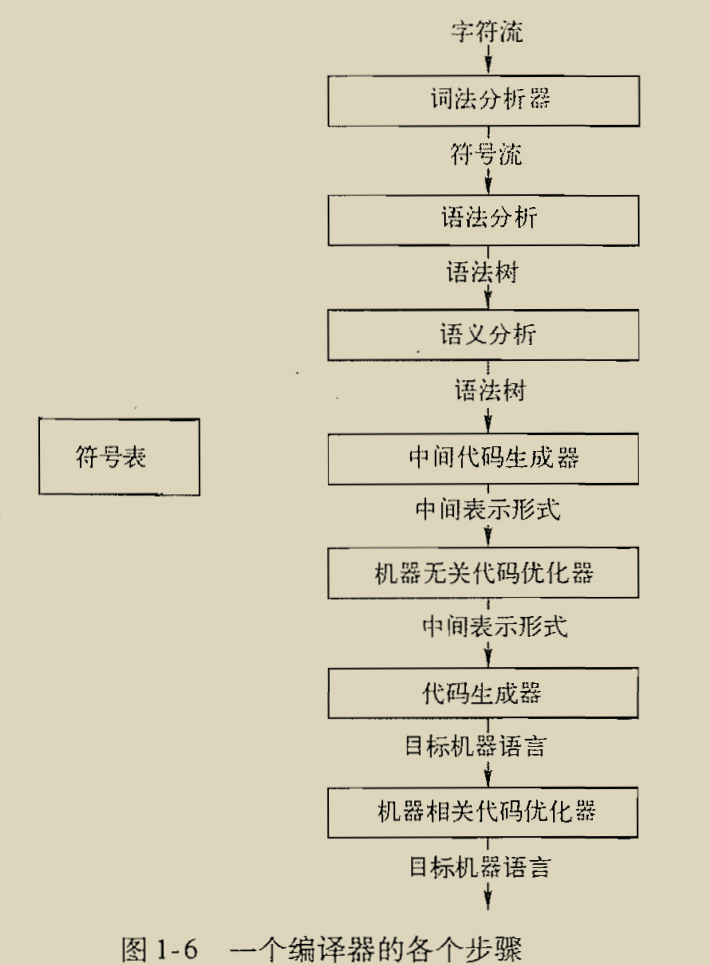 字符流
词法分析器
符号流
语法分析
语法树
语义分析
语法树
符号表
中间代码生成器
中间表示形式
机器无关代码优化器
中间表示形式
代码生成器
目标机器语言
机器相关代码优化器
目标机器语言
图 1-6 一个编译器的各个步骤